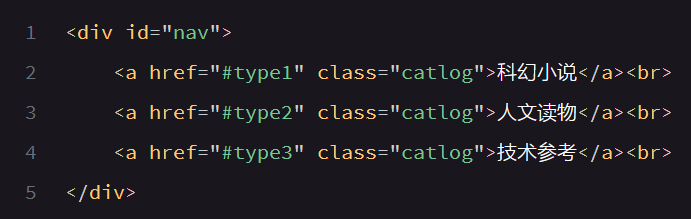 1 <div id="nav">
2     <a href="#type1" class="catlog">科幻小说</a><br>
3     <a href="#type2" class="catlog">人文读物</a><br>
4     <a href="#type3" class="catlog">技术参考</a><br>
5 </div>